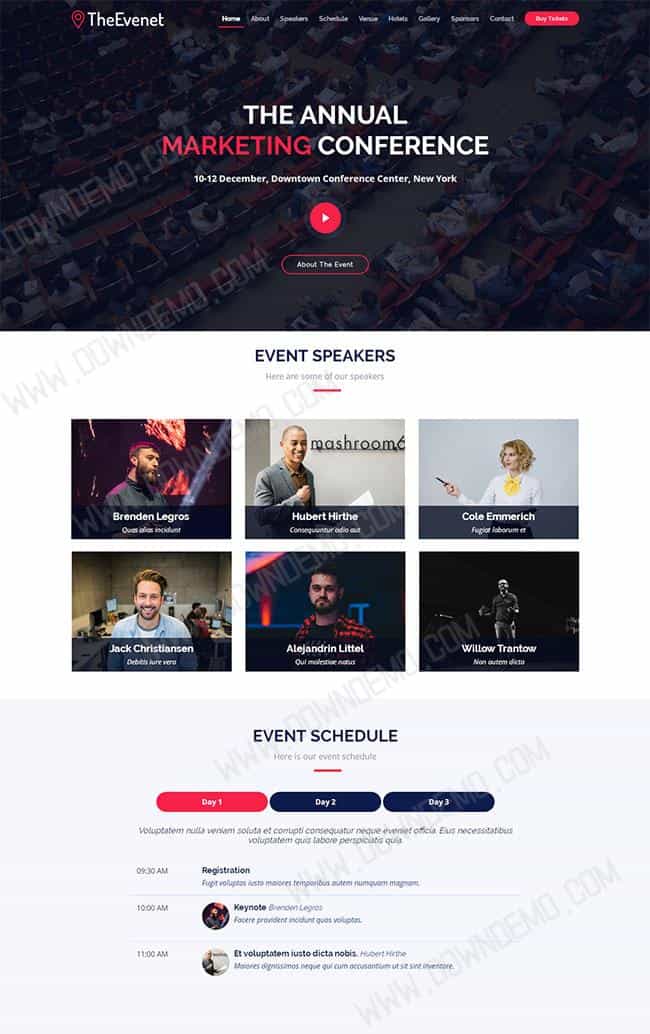 TheEvenet
Home About Speakers Schedule Venue Hotels Gallery Sponsors Contact Buy Tickets
THE ANNUAL
MARKETING CONFERENCE
10-12 December, Downtown Conference Center, New York
About The Event
WWW.DOWNDEMO.COM
EVENT SPEAKERS
Here are some of our speakers
mashroom6
Brenden Legros
Quas alias incidunt
Hubert Hirthe
Consequuntur odio aut
Cole Emmerich
Fugiat laborum et
Jack Christiansen
Debitis iure vero
Alejandrin Littel
Qui molestiae natus
Willow Trantow
Non autem dicta
WWW.DOWNDEMO.COM
EVENT SCHEDULE
Here is our event schedule
Day 1 Day 2 Day 3
Voluptatem nulla veniam soluta et corrupti consequatur neque eveniet officia. Eius necessitatibus
voluptatem quis labore perspiciatis quia.
09:30 AM Registration
Fugit voluptas iusto maiores temporibus autem numquam magnam.
10:00 AM Keynote Brenden Legros
Facere provident incidunt quos voluptas.
11:00 AM Et voluptatem iusto dicta nobis. Hubert Hirthe
Maiores dignissimos neque qui cum accusantium ut sit sint inventore.
WWW.DOWNDEMO.COM